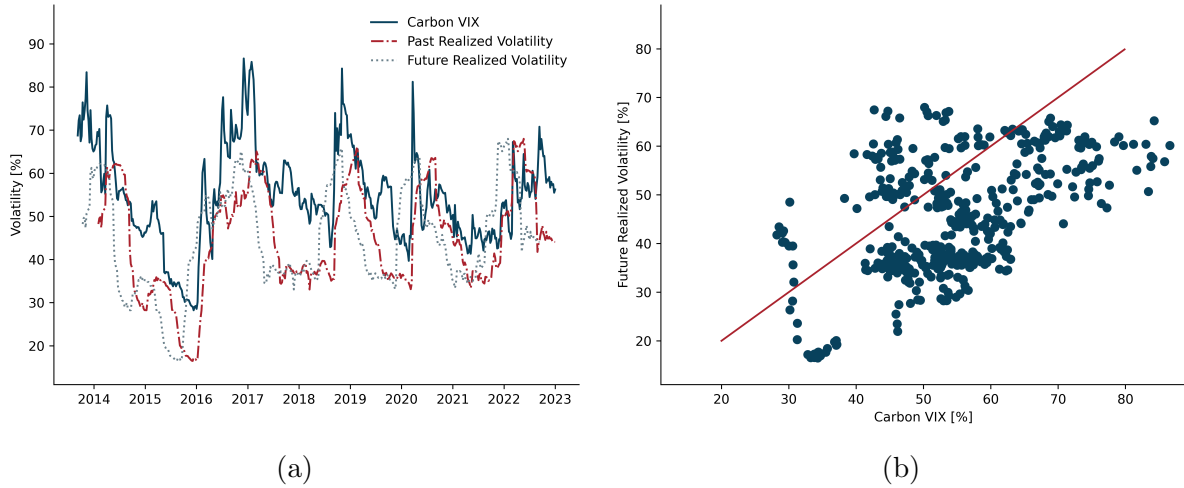 Carbon VIX
Past Realized Volatility
Future Realized Volatility
Volatility [%]
90
80
70
60
50
40
30
20
2014 2015 2016 2017 2018 2019 2020 2021 2022 2023
(a)
Future Realized Volatility [%]
80
70
60
50
40
30
20
20 30 40 50 60 70 80
Carbon VIX [%]
(b)